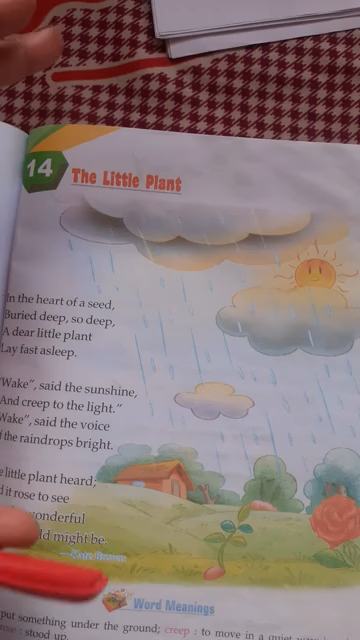 14
The Little Plant
In the heart of a seed,
Buried deep, so deep,
A dear little plant
Lay fast asleep.
"Wake", said the sunshine,
"And creep to the light."
Wake", said the voice
the raindrops bright.
little plant heard;
it rose to see
wonderful
might be.
—Kate Brown
Word Meanings
put something under the ground; creep : to move in a quiet
: stood up.